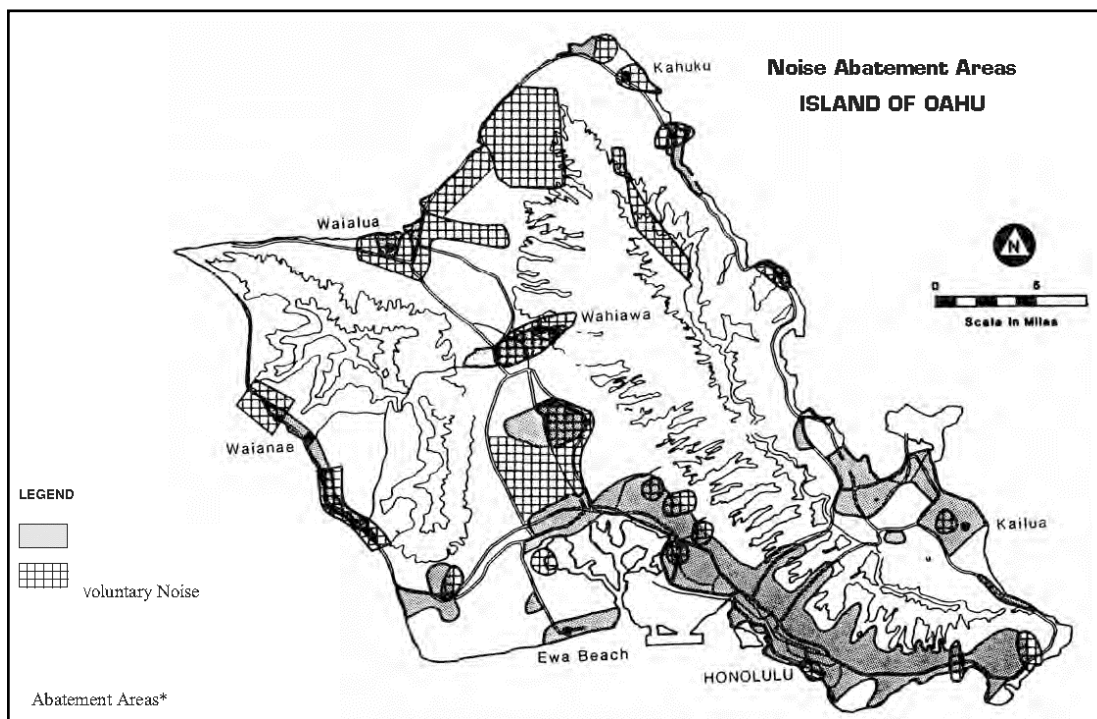 Noise Abatement Areas
ISLAND OF OAHU
Kahuku
Waialua
N
0 5
Scale in Miles
Wahiawa
Waianae
LEGEND
voluntary Noise
Kailua
Ewa Beach
HONOLULU
Abatement Areas*